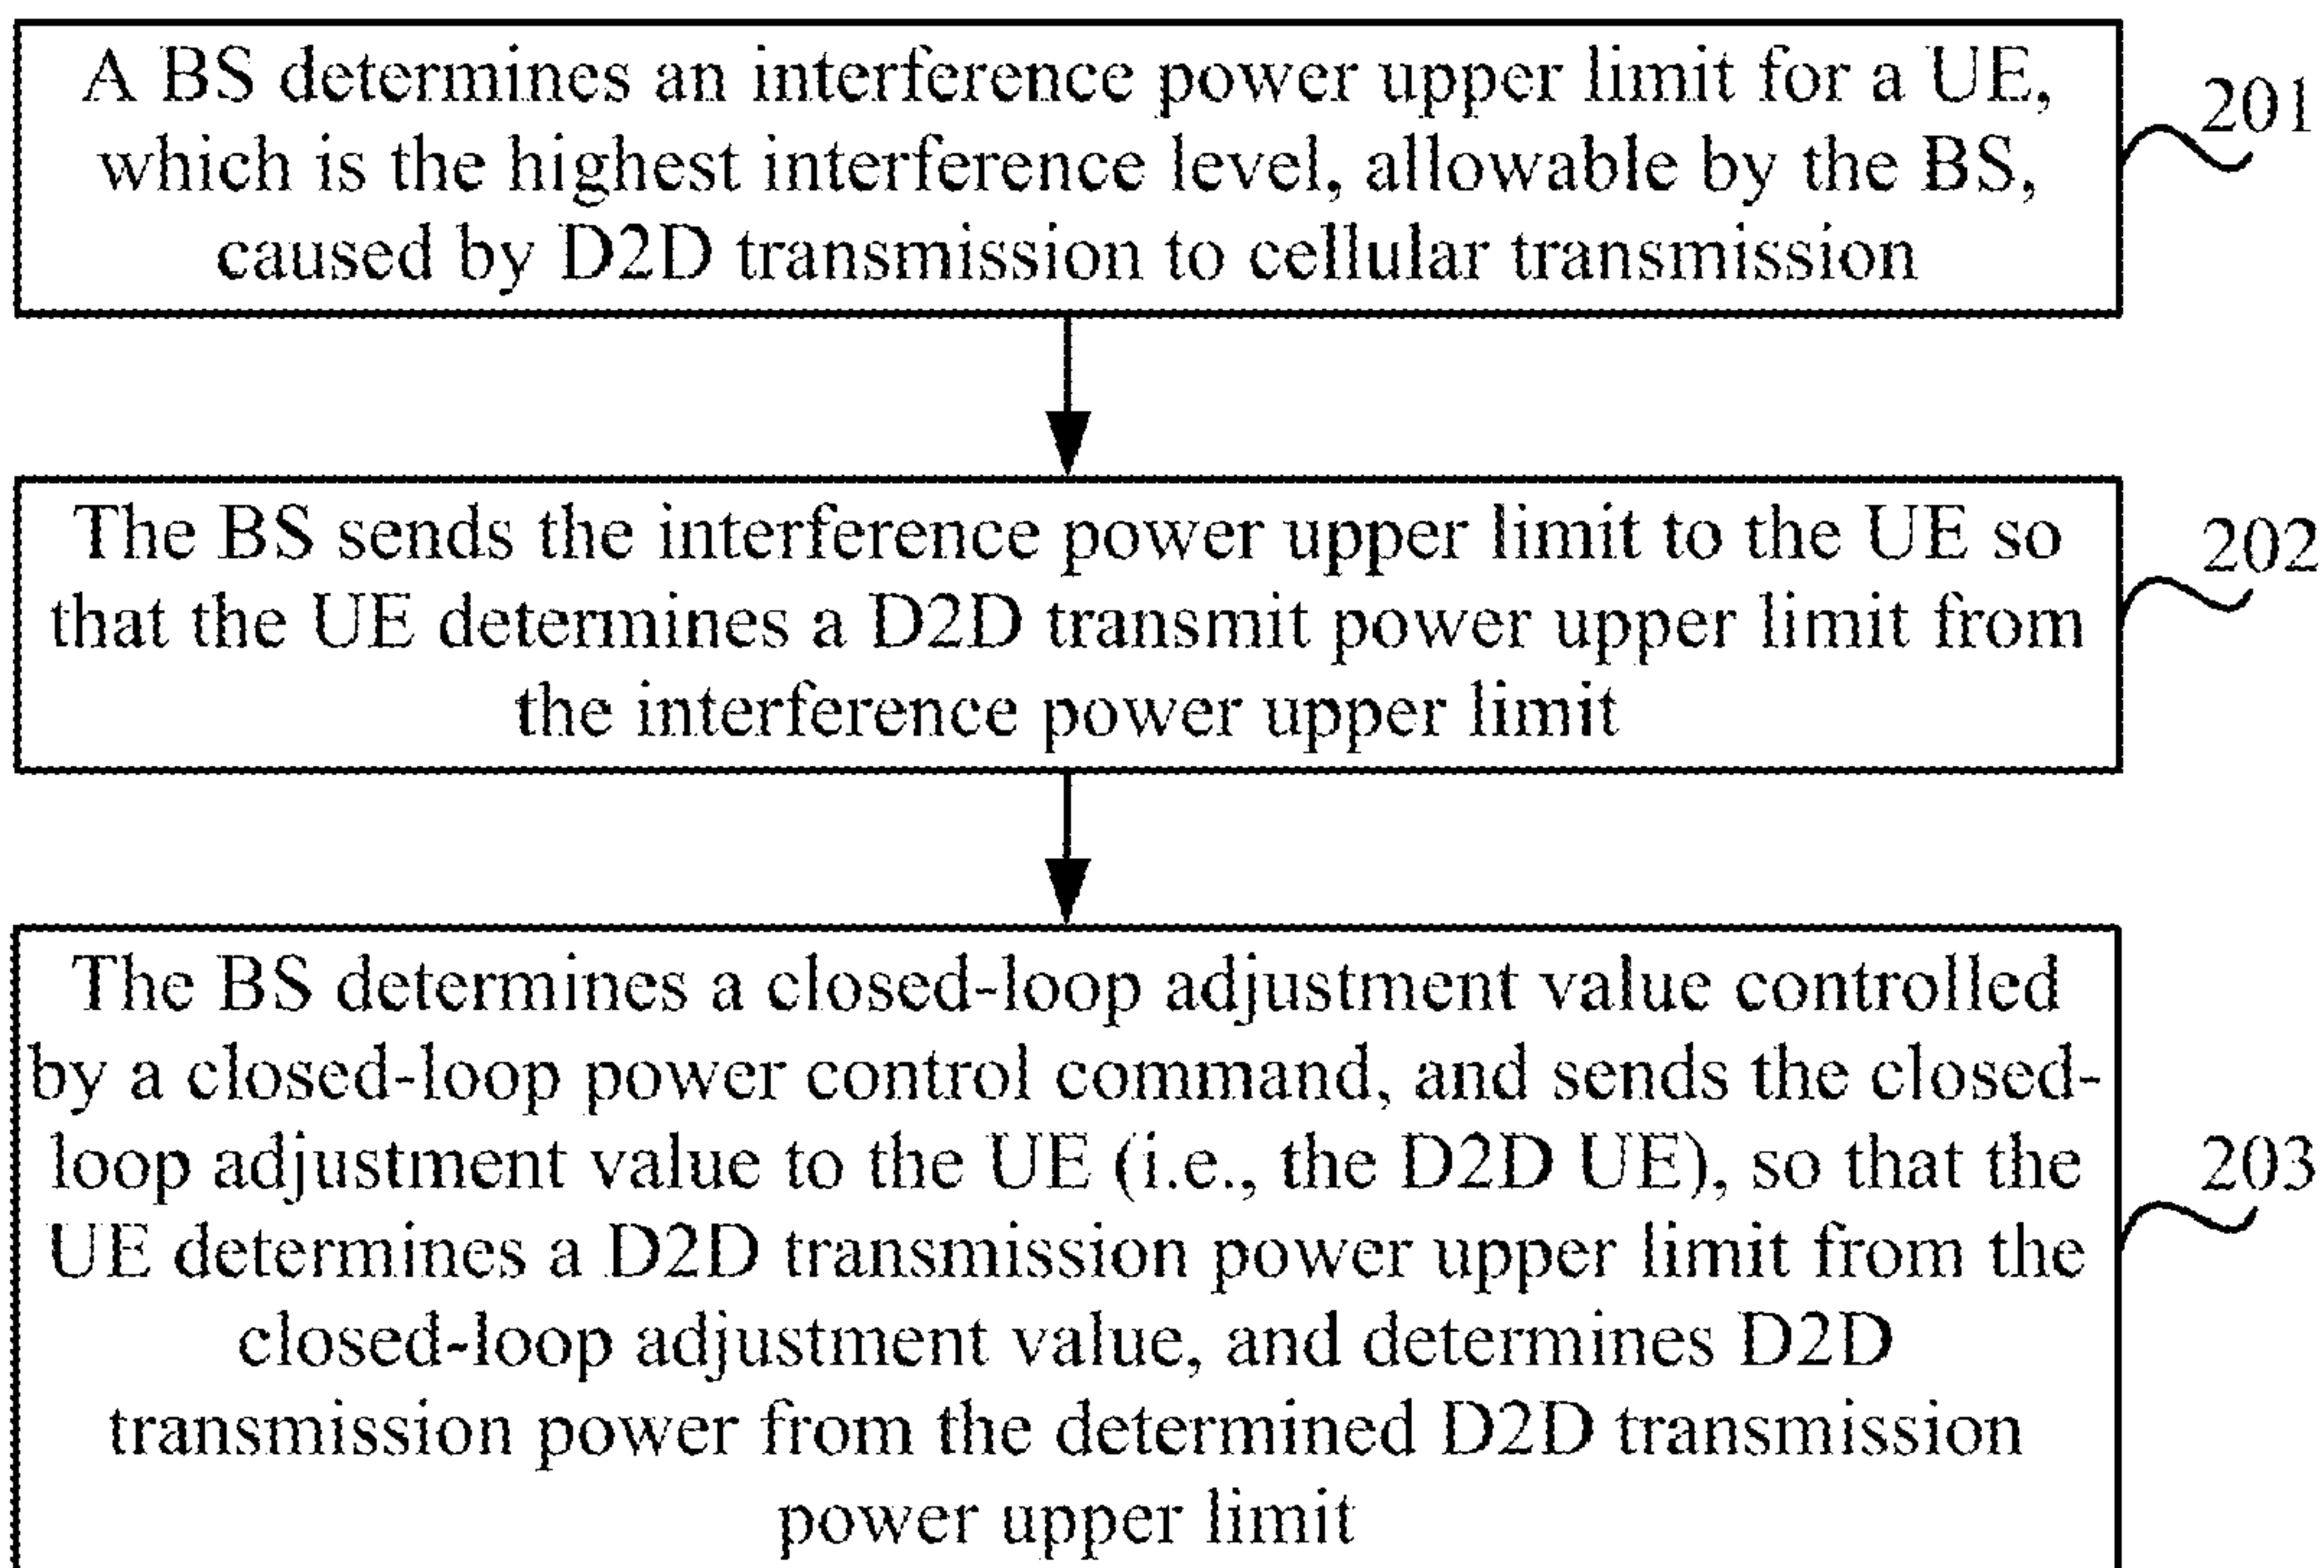 A BS determines an interference power upper limit for a UE,
which is the highest interference level, allowable by the BS,
caused by D2D transmission to cellular transmission
201
The BS sends the interference power upper limit to the UE so
that the UE determines a D2D transmit power upper limit from
the interference power upper limit
202
The BS determines a closed-loop adjustment value controlled
by a closed-loop power control command, and sends the closed-
loop adjustment value to the UE (i.e., the D2D UE), so that the
UE determines a D2D transmission power upper limit from the
closed-loop adjustment value, and determines D2D
transmission power from the determined D2D transmission
power upper limit
203